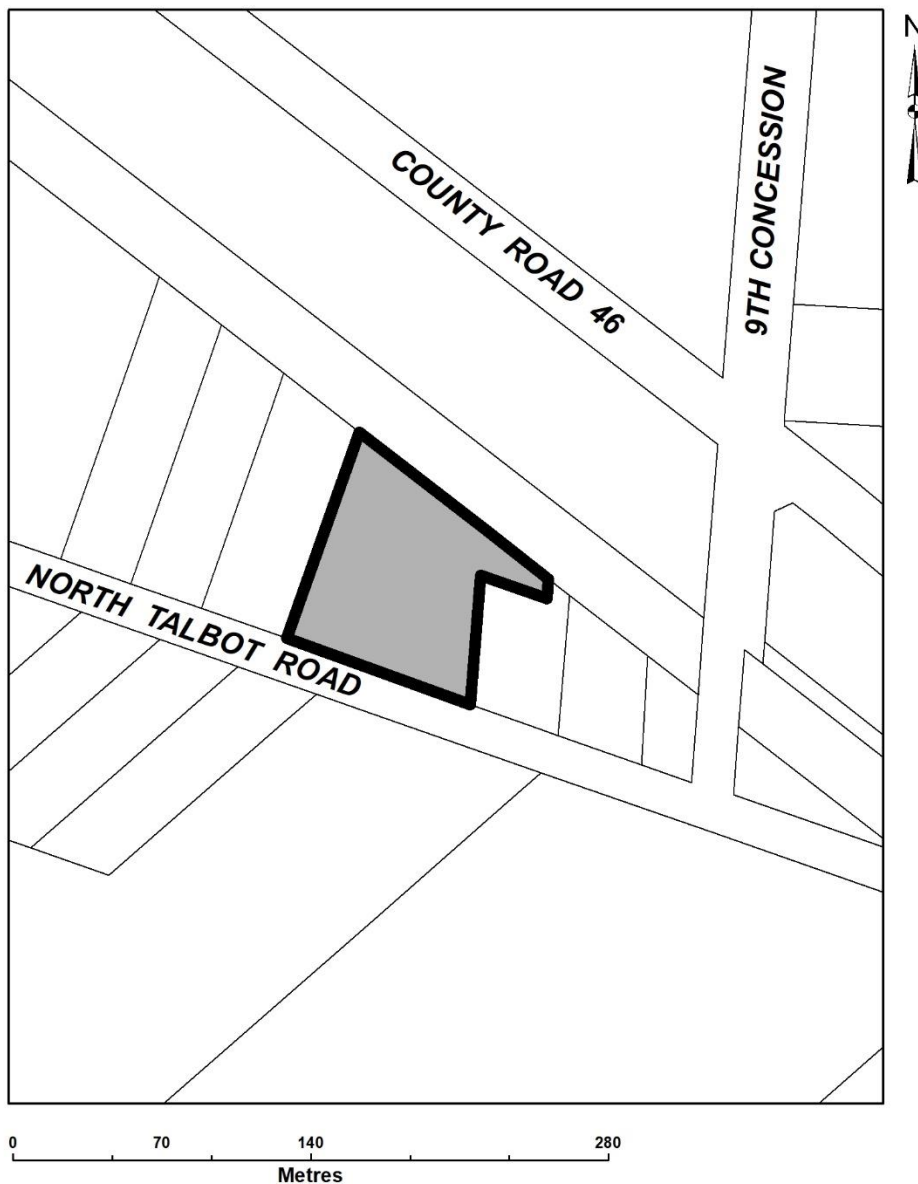 N
COUNTY ROAD 46
9TH CONCESSION
NORTH TALBOT ROAD
0 70 140 280
Metres